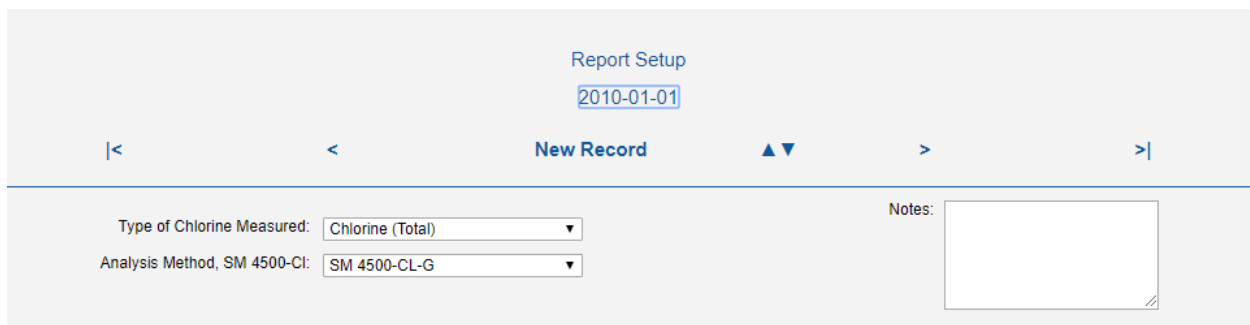 Report Setup
2010-01-01
|< < New Record ▲▼ > >|
Type of Chlorine Measured: Chlorine (Total) ▼ Notes:
Analysis Method, SM 4500-Cl: SM 4500-CL-G ▼